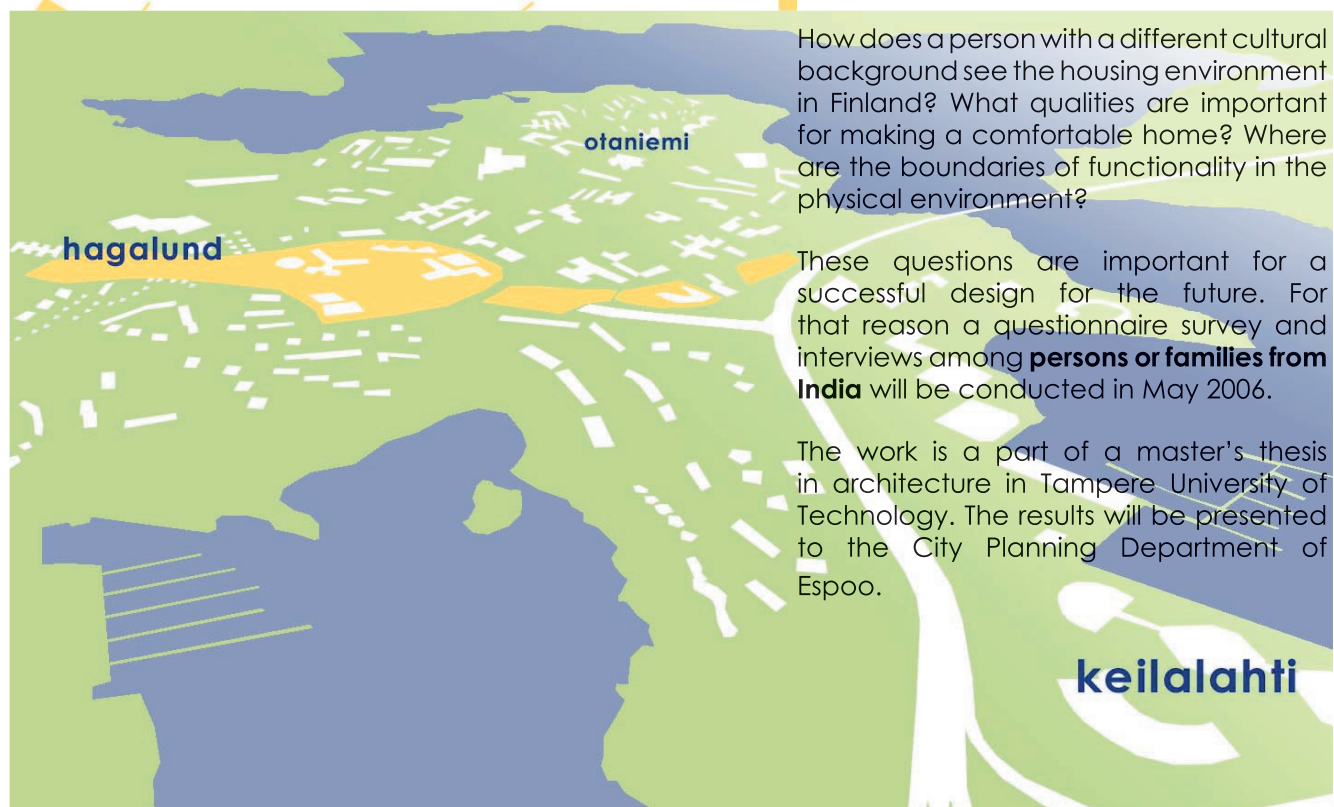 How does a person with a different cultural
background see the housing environment
in Finland? What qualities are important
for making a comfortable home? Where
are the boundaries of functionality in the
physical environment?
These questions are important for a
successful design for the future. For
that reason a questionnaire survey and
interviews among persons or families from
India will be conducted in May 2006.
The work is a part of a master's thesis
in architecture in Tampere University of
Technology. The results will be presented
to the City Planning Department of
Espoo.
otaniemi
hagalund
keilalahti